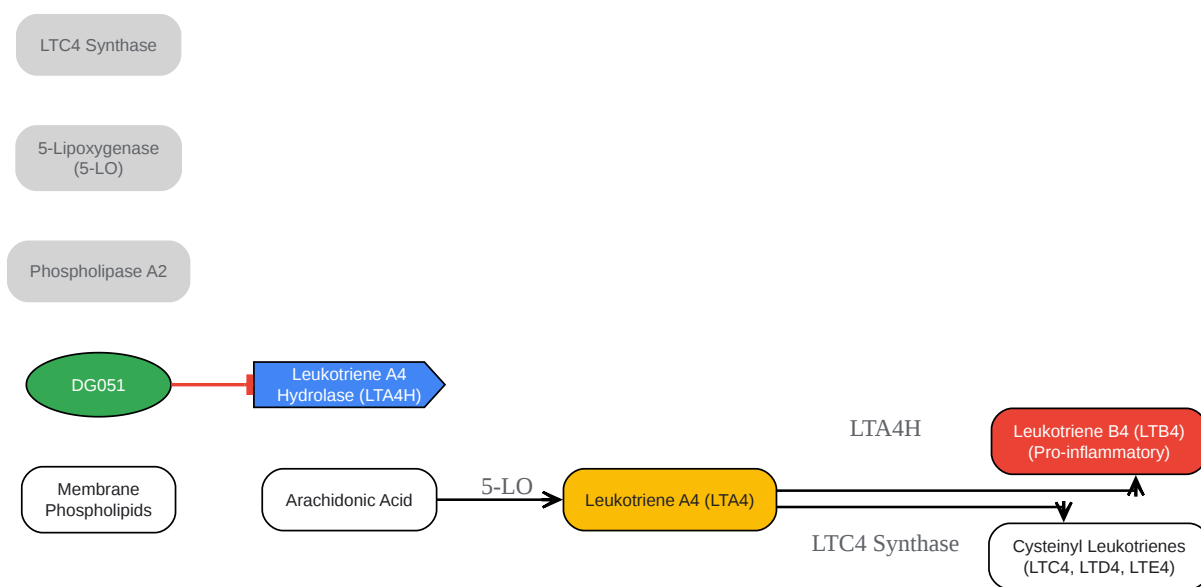 LTC4 Synthase
5-Lipoxygenase
(5-LO)
Phospholipase A2
DG051
Leukotriene A4
Hydrolase (LTA4H)
LTA4H
Leukotriene B4 (LTB4)
(Pro-inflammatory)
Membrane
Phospholipids
Arachidonic Acid
5-LO
Leukotriene A4 (LTA4)
LTC4 Synthase
Cysteinyl Leukotrienes
(LTC4, LTD4, LTE4)